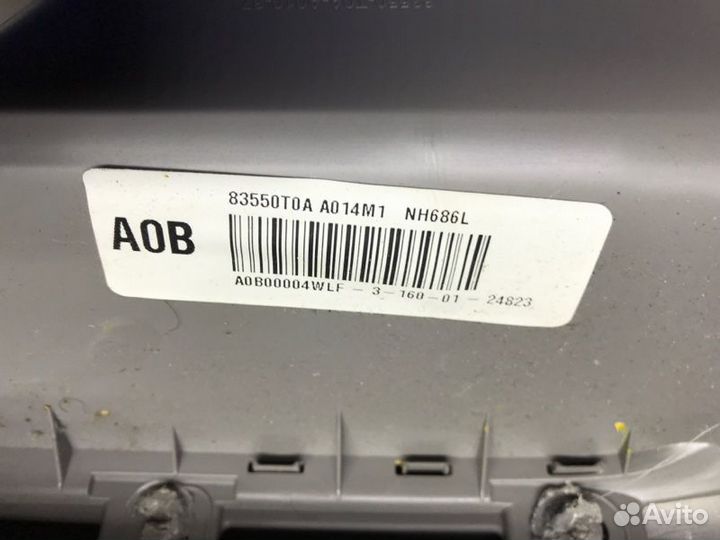 83550T0A A014M1 NH686L
A0B
A0B00004WLF - 3-160-01 - 24823
Avito